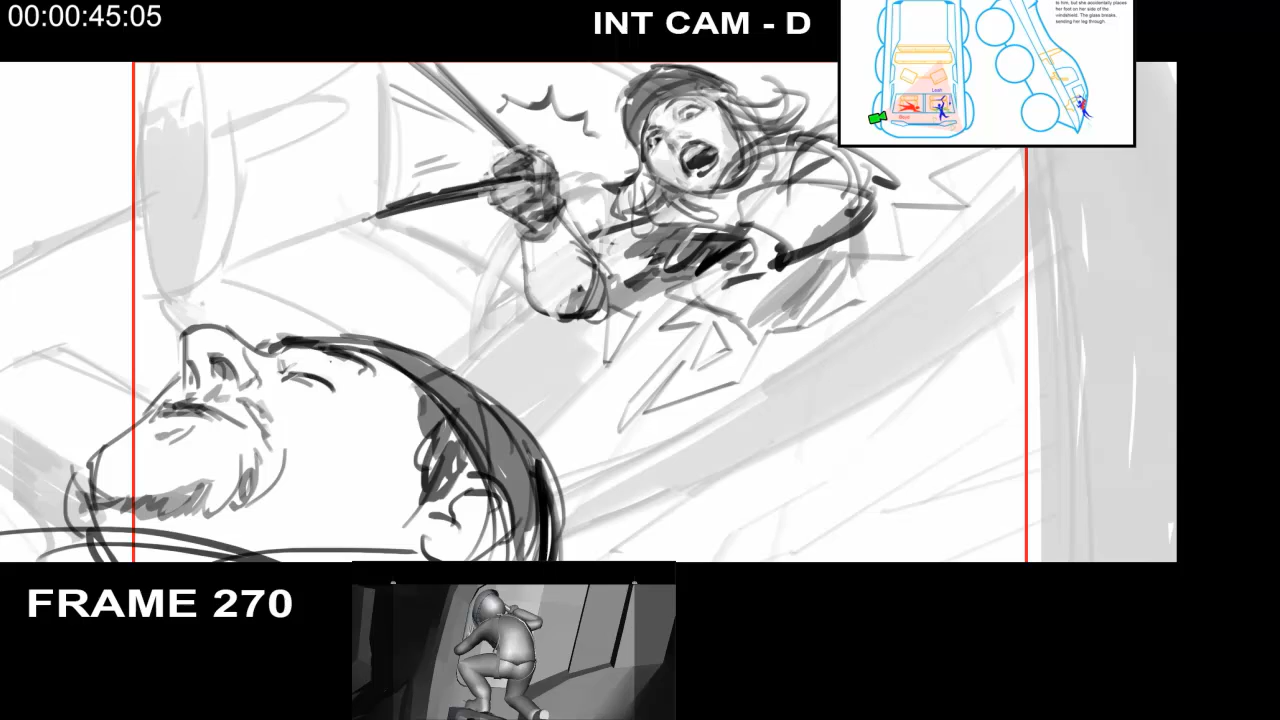 00:00:45:05
INT CAM - D
to him, but she accidentally places
her foot on her side of the
windshield. The glass breaks,
sending her leg through
Leah
FRAME 270